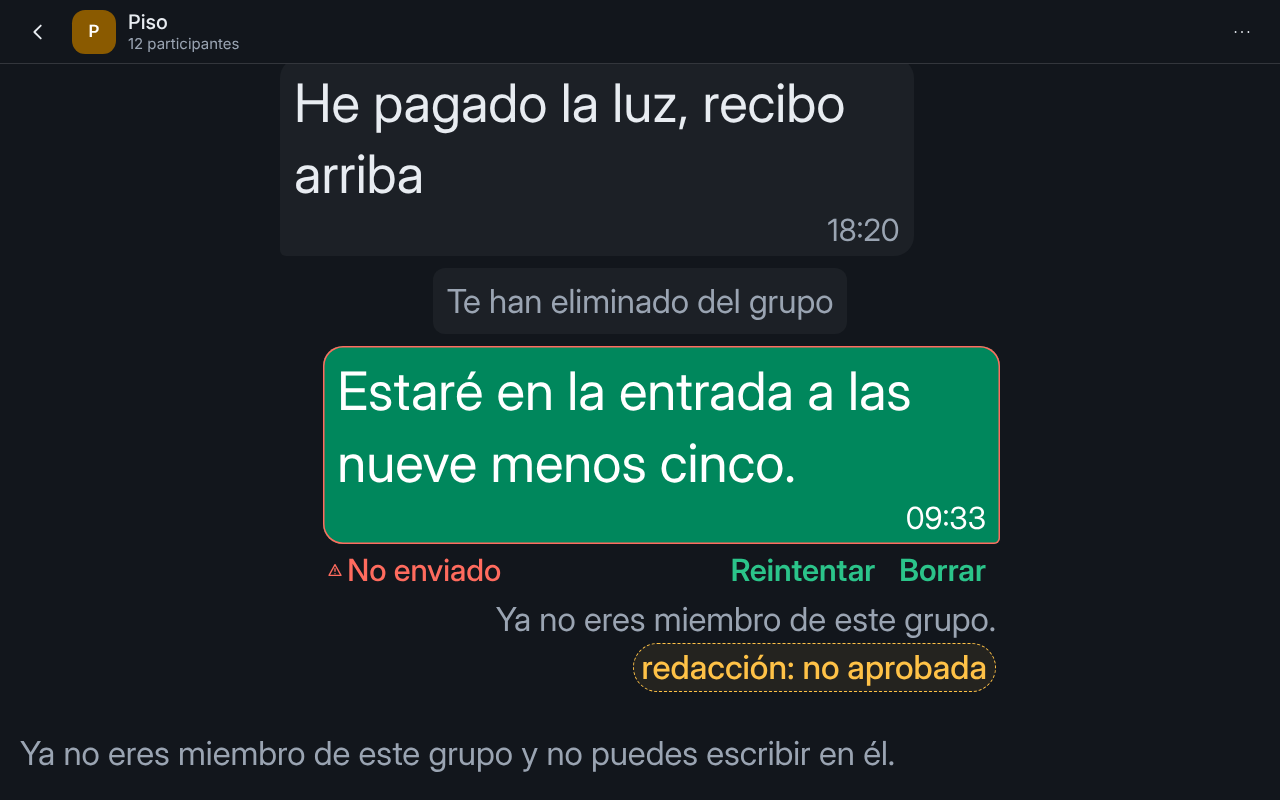 P
Piso
12 participantes
...
He pagado la luz, recibo
arriba
18:20
Te han eliminado del grupo
Estaré en la entrada a las
nueve menos cinco.
09:33
No enviado
Reintentar Borrar
Ya no eres miembro de este grupo.
redacción: no aprobada
Ya no eres miembro de este grupo y no puedes escribir en él.